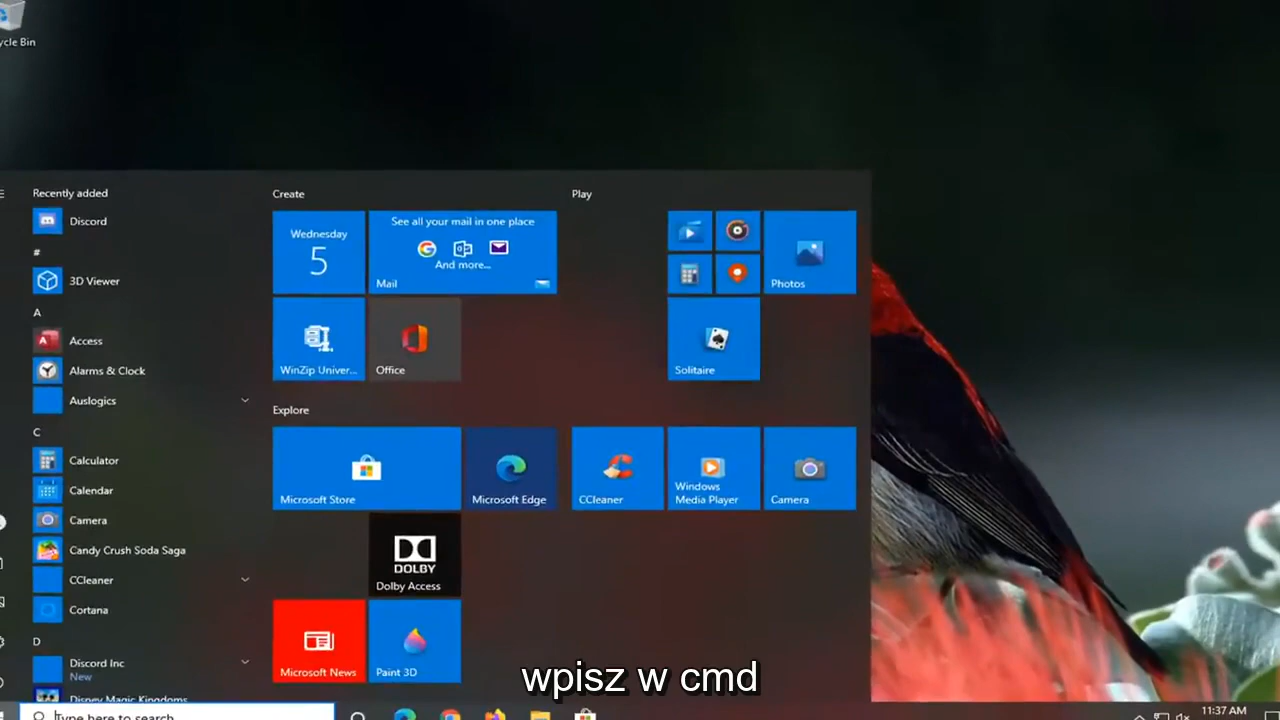 ycle Bin
Recently added
Discord
#
3D Viewer
A
Access
Alarms & Clock
Auslogics
C
Calculator
Calendar
Camera
Candy Crush Soda Saga
CCleaner
Cortana
D
Discord Inc
New
Disney Magic Kingdoms
Create
Wednesday
5
See all your mail in one place
And more...
Mail
WinZip Univer...
Office
Explore
Microsoft Store
Microsoft Edge
DOLBY
Dolby Access
Microsoft News
Paint 3D
Play
Photos
Solitaire
CCleaner
Windows
Media Player
Camera
wpisz w cmd
Type here to search
11:37 AM